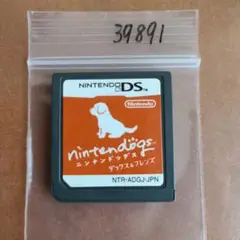 39891
NINTENDO DS™
Nintendo
nintendogs
ニンテンドッグス
ダックス&フレンズ
NTR-ADGJ-JPN